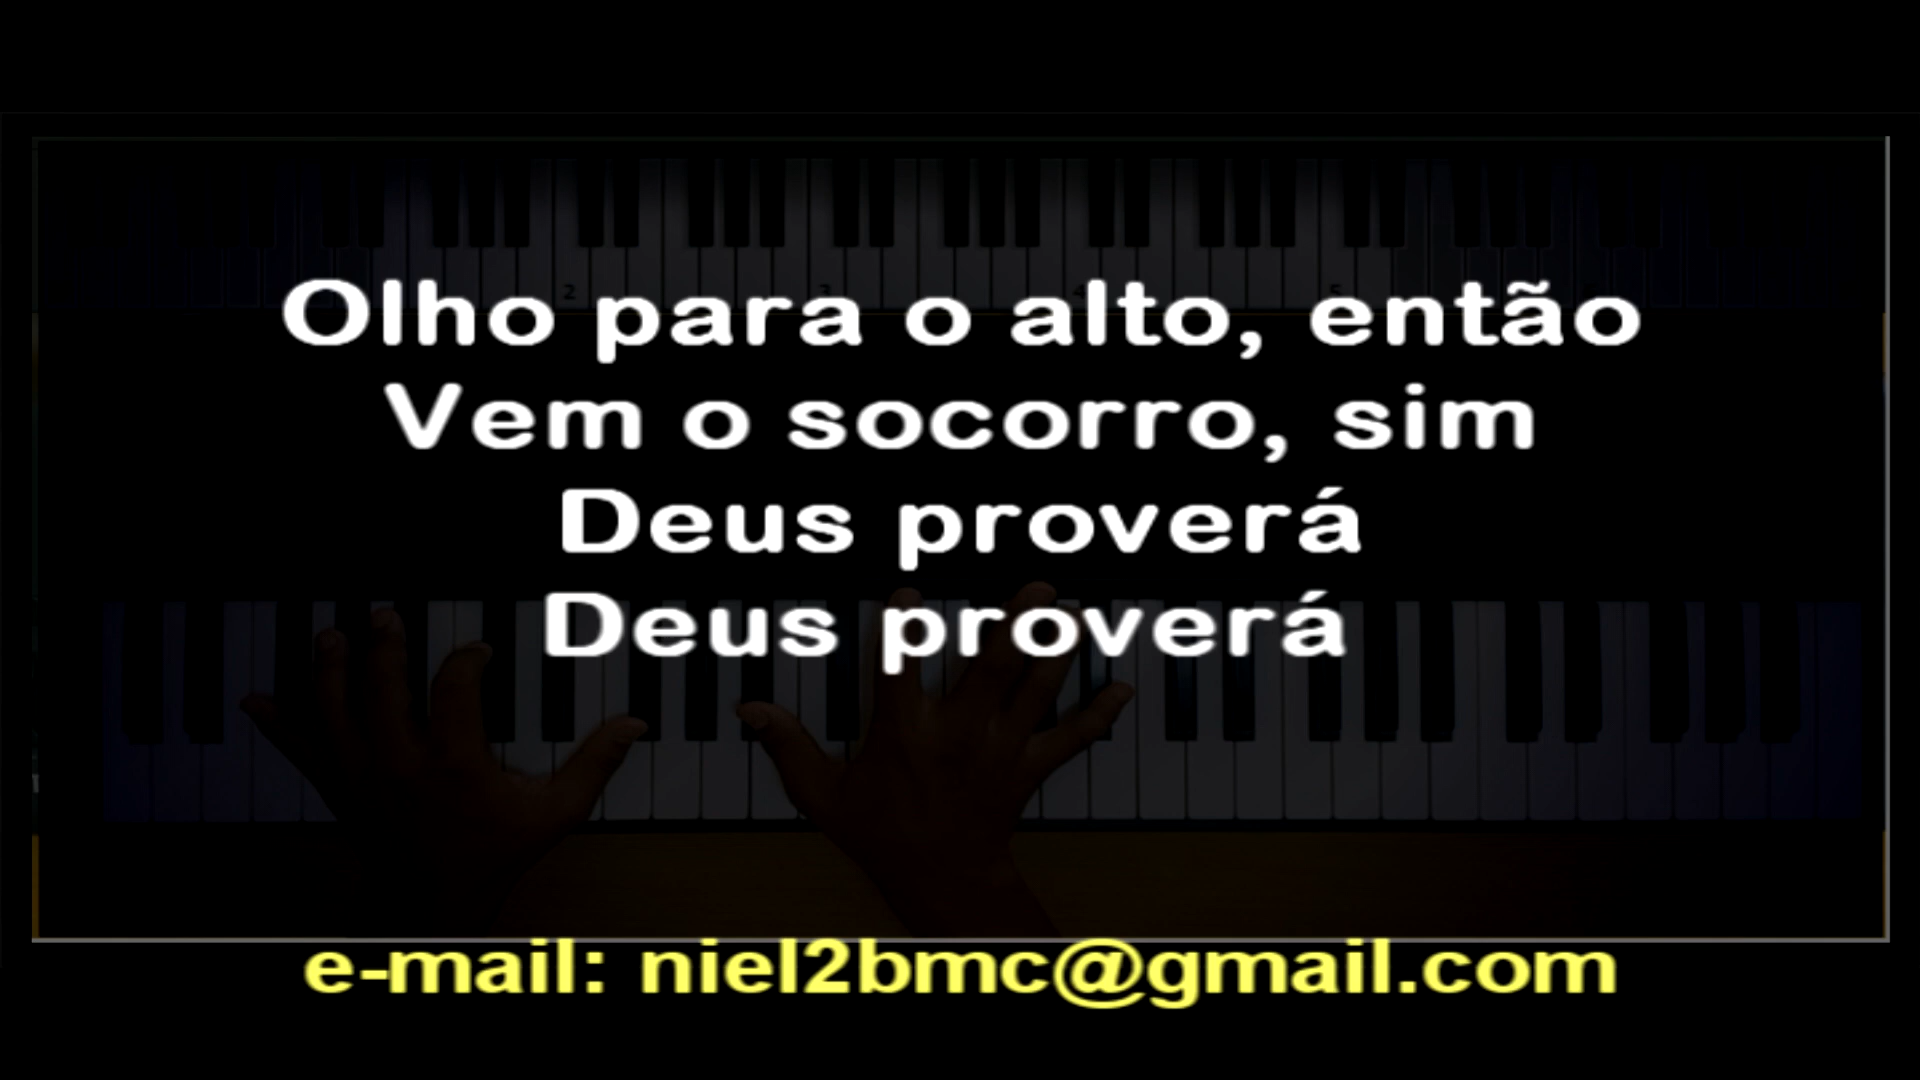 Olho para o alto, então
Vem o socorro, sim
Deus proverá
Deus proverá
e-mail: niel2bmc@gmail.com